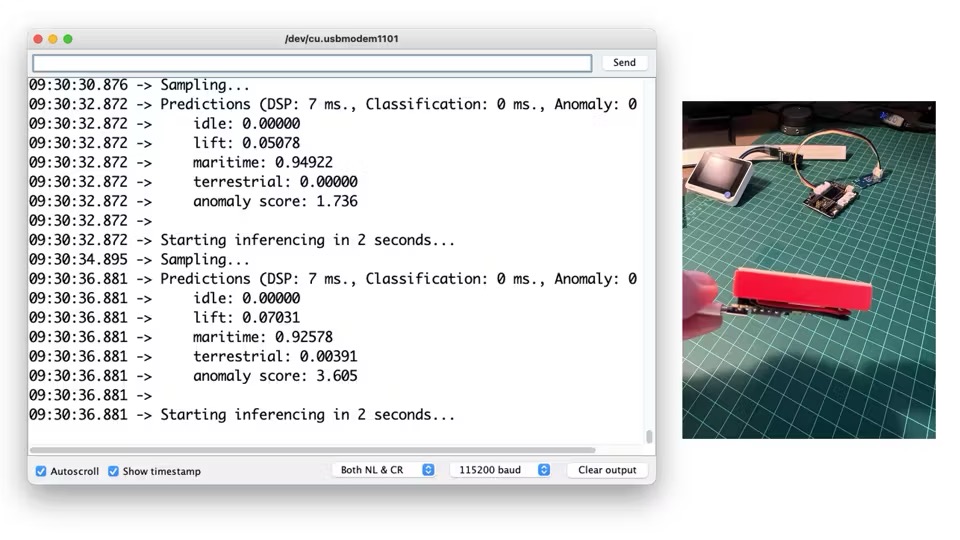 /dev/cu.usbmodem1101
Send
09:30:30.876 -> Sampling...
09:30:32.872 -> Predictions (DSP: 7 ms., Classification: 0 ms., Anomaly: 0
09:30:32.872 -> idle: 0.00000
09:30:32.872 -> lift: 0.05078
09:30:32.872 -> maritime: 0.94922
09:30:32.872 -> terrestrial: 0.00000
09:30:32.872 -> anomaly score: 1.736
09:30:32.872 ->
09:30:32.872 -> Starting inferencing in 2 seconds...
09:30:34.895 -> Sampling...
09:30:36.881 -> Predictions (DSP: 7 ms., Classification: 0 ms., Anomaly: 0
09:30:36.881 -> idle: 0.00000
09:30:36.881 -> lift: 0.07031
09:30:36.881 -> maritime: 0.92578
09:30:36.881 -> terrestrial: 0.00391
09:30:36.881 -> anomaly score: 3.605
09:30:36.881 ->
09:30:36.881 -> Starting inferencing in 2 seconds...
Autoscroll Show timestamp Both NL & CR 115200 baud Clear output